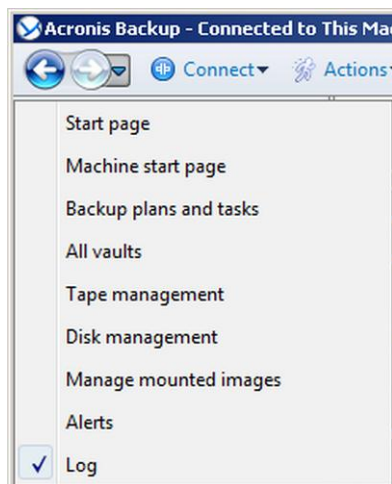 Acronis Backup - Connected to This Ma
Connect Actions
Start page
Machine start page
Backup plans and tasks
All vaults
Tape management
Disk management
Manage mounted images
Alerts
Log